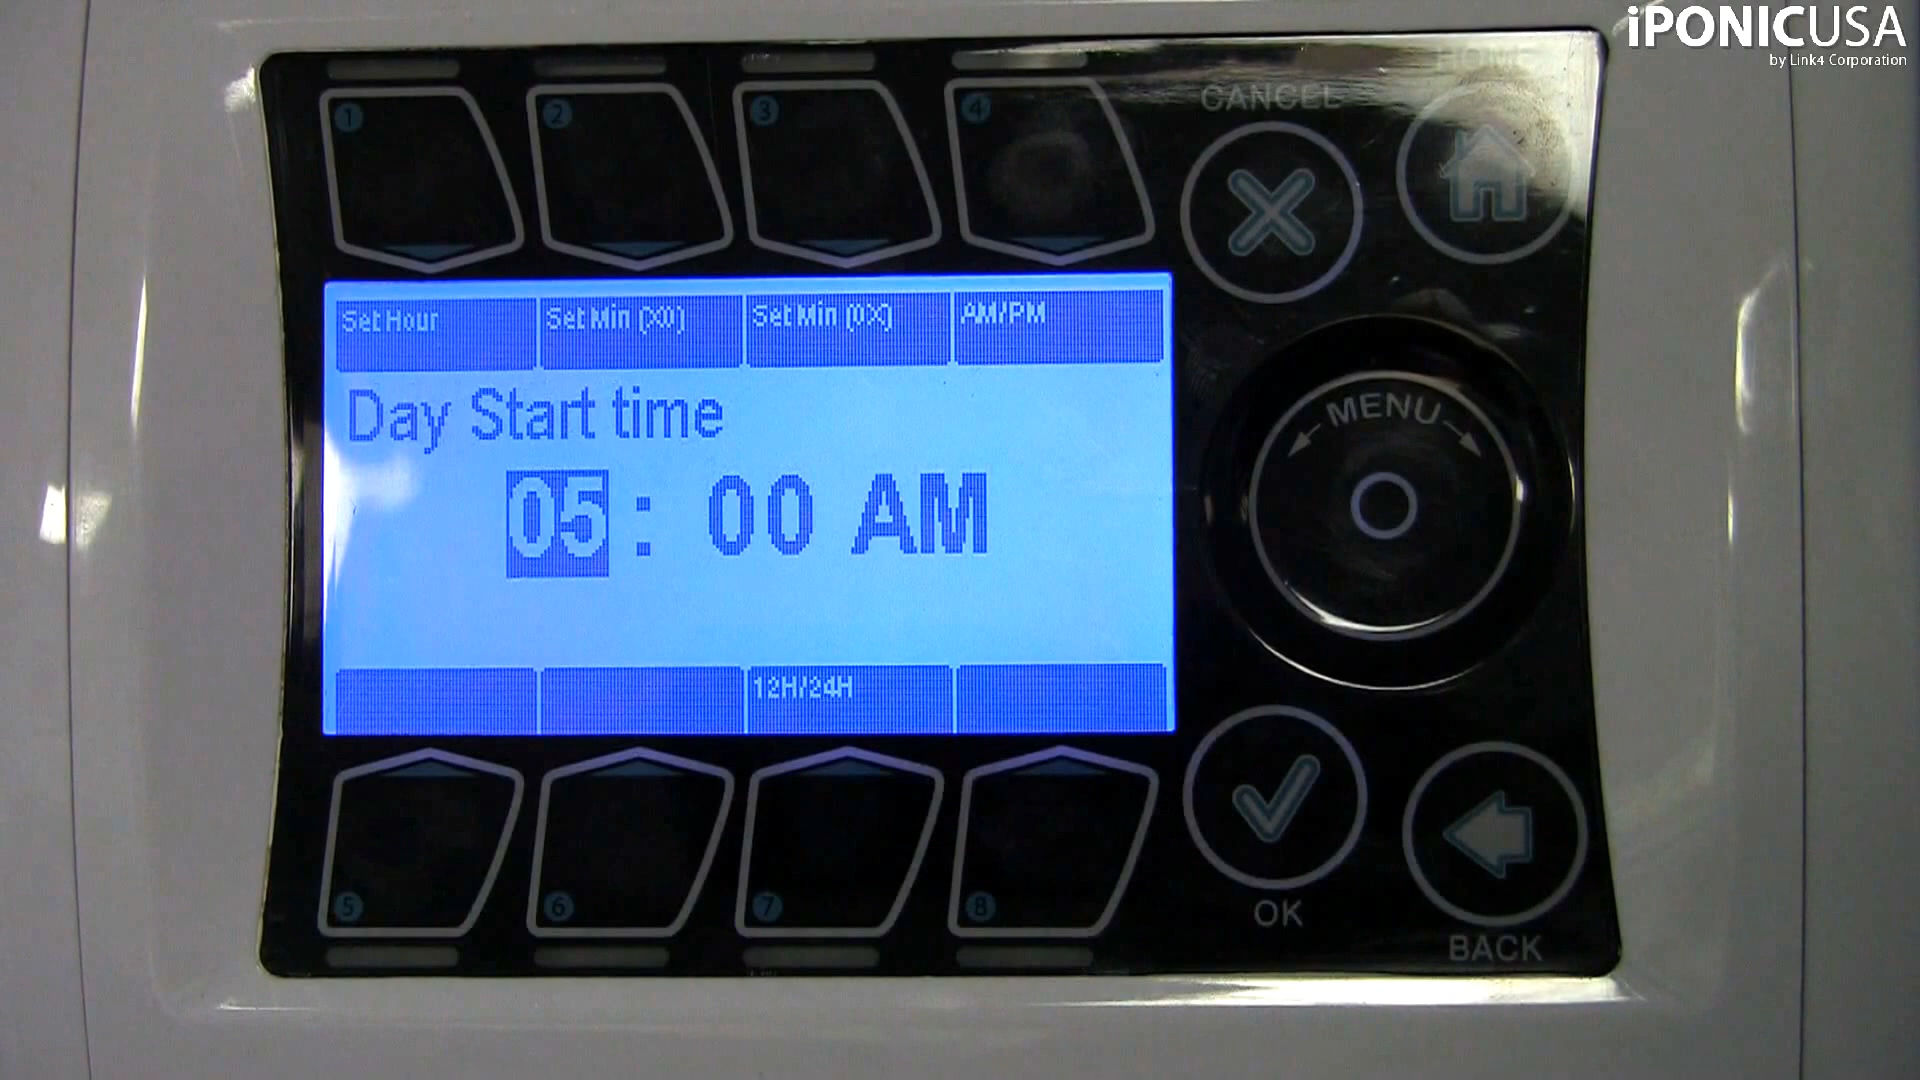 iPONICUSA
by Link4 Corporation
HOME
1 2 3 4
CANCEL
Set Hour Set Min (X0) Set Min (0X) AM/PM
Day Start time
05 : 00 AM
MENU
12H/24H
5 6 7 8
OK
BACK